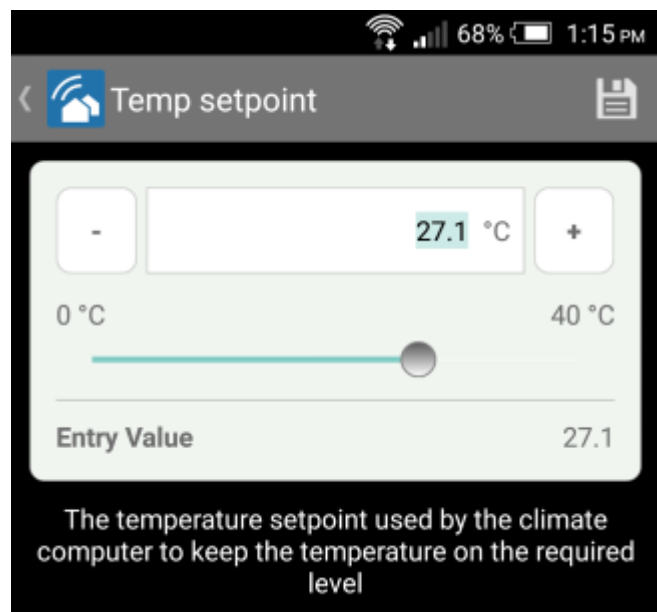 68% 1:15 PM
Temp setpoint
- 27.1 °C +
0 °C 40 °C
Entry Value 27.1
The temperature setpoint used by the climate
computer to keep the temperature on the required
level